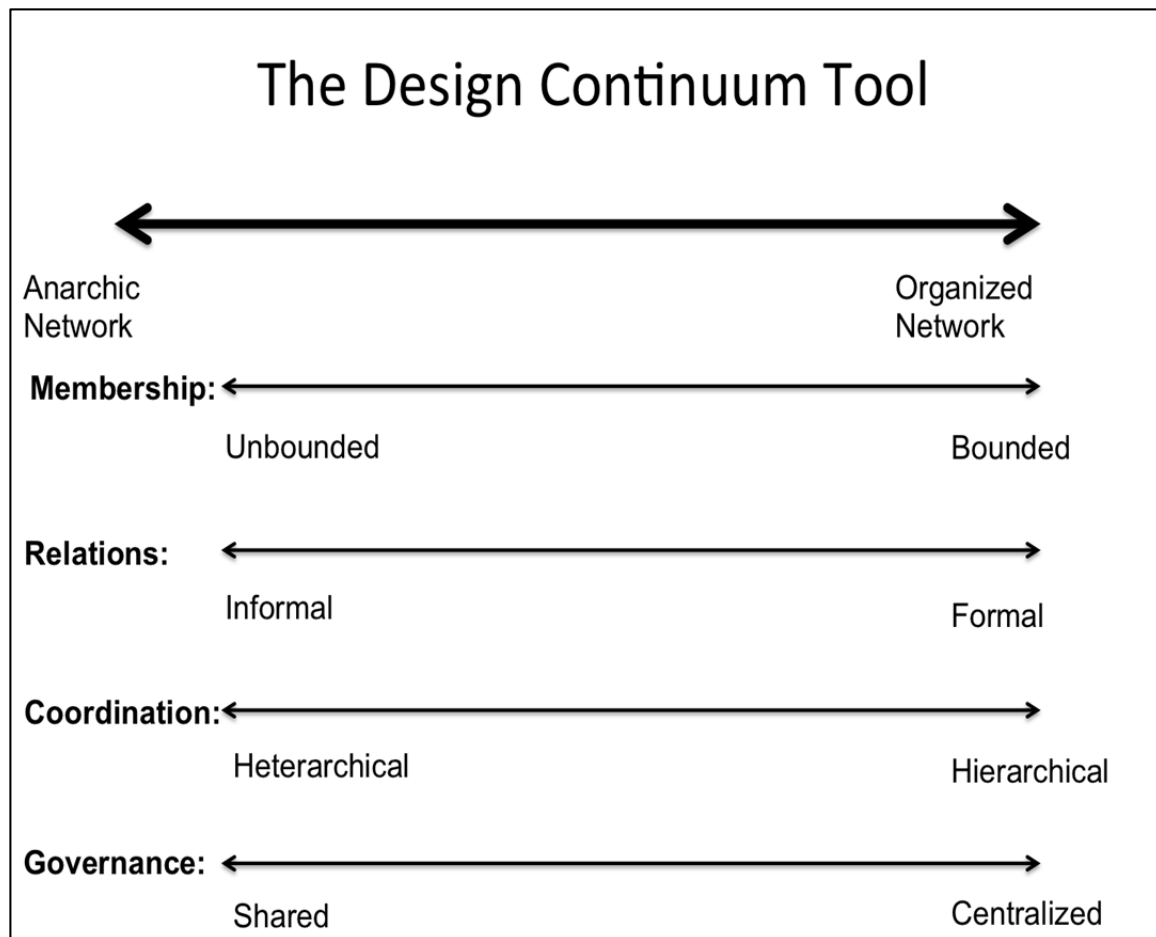 The Design Continuum Tool
Anarchic
Network
Organized
Network
Membership:
Unbounded
Bounded
Relations:
Informal
Formal
Coordination:
Heterarchical
Hierarchical
Governance:
Shared
Centralized